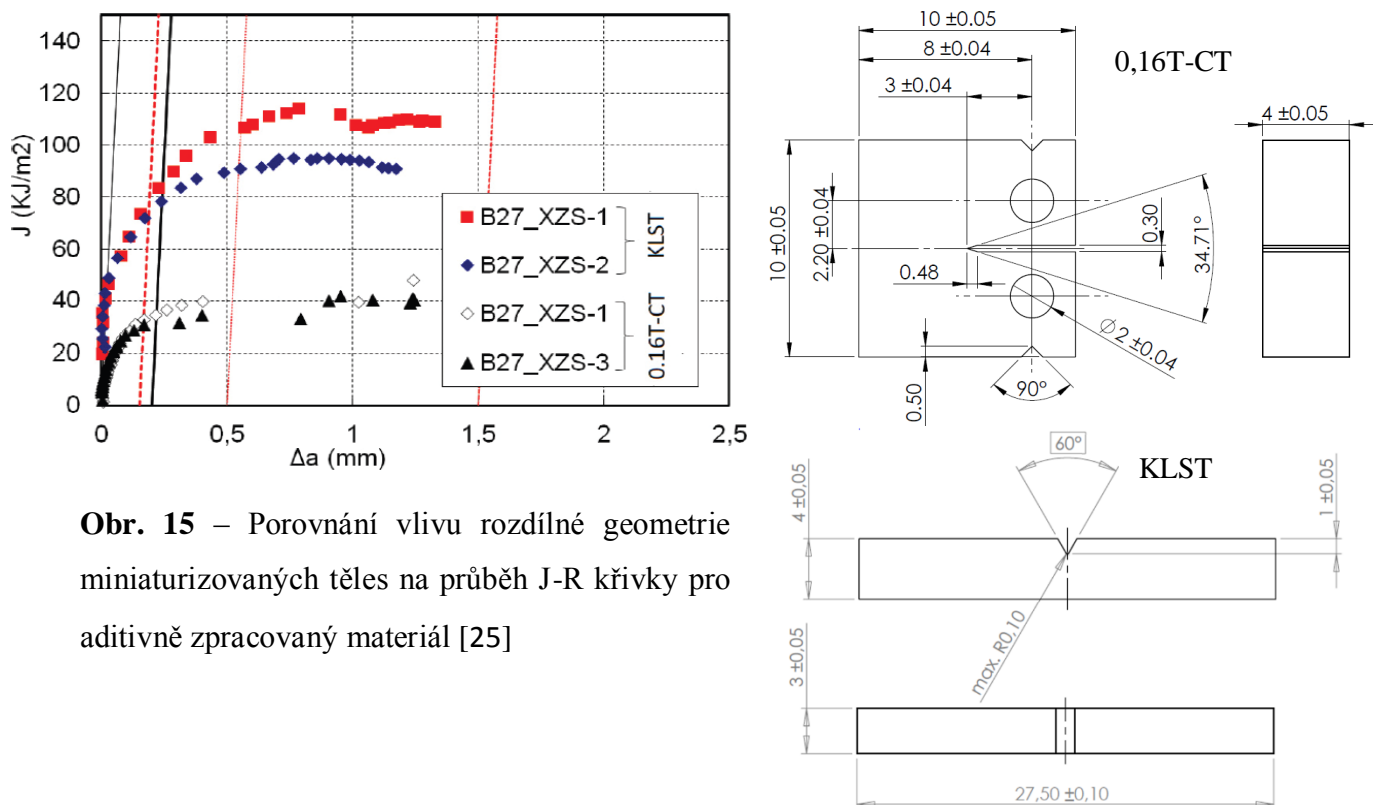 140
120
100
80
60
40
20
0
J (KJ/m2)
0
0,5
1
1,5
2
2,5
Δa (mm)
B27_XZS-1
B27_XZS-2
KLST
B27_XZS-1
B27_XZS-3
0.16T-CT
Obr. 15 – Porovnání vlivu rozdílné geometrie
miniaturizovaných těles na průběh J-R křivky pro
aditivně zpracovaný materiál [25]
10 ±0.05
8 ±0.04
3 ±0.04
0,16T-CT
4 ±0.05
10 ±0.05
2.20 ±0.04
0.30
34.71°
0.48
Ø 2 ±0.04
0.50
90°
60°
KLST
4 ±0,05
1 ±0,05
max. R0,10
3 ±0,05
27,50 ±0,10